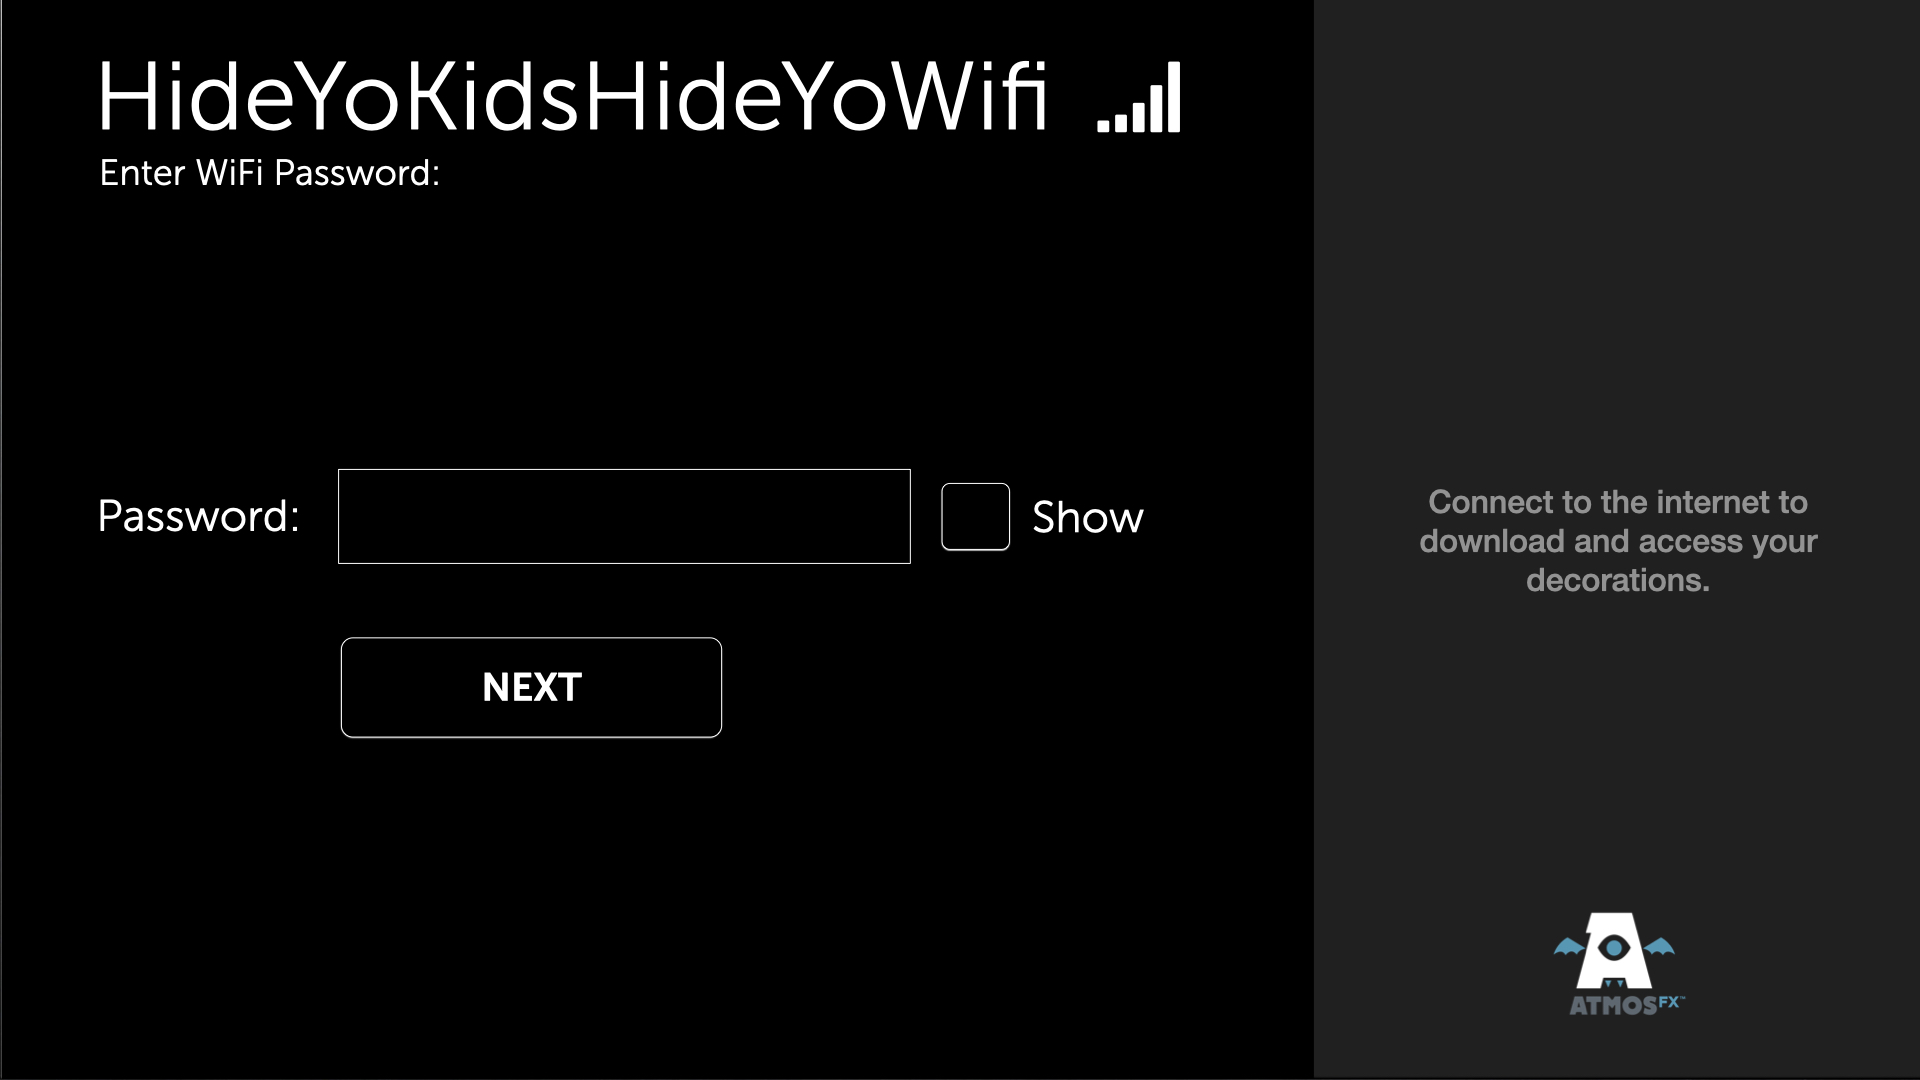 HideYoKidsHideYoWifi
Enter WiFi Password:
Password:
Show
NEXT
Connect to the internet to
download and access your
decorations.
ATMOSFX™